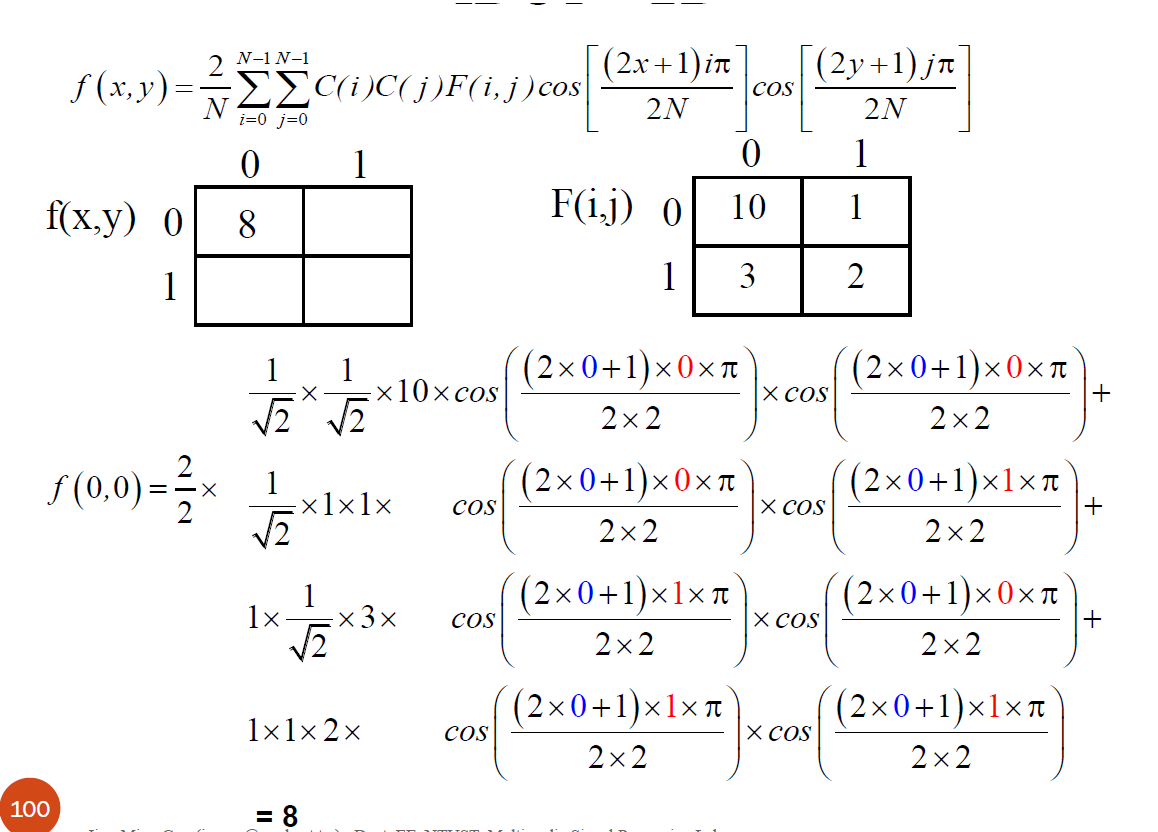 f(x,y) = 2/N Σ_{i=0}^{N−1} Σ_{j=0}^{N−1} C(i)C(j)F(i,j)cos[(2x+1)iπ / 2N]cos[(2y+1)jπ / 2N]
0 1
f(x,y) 0 8
1
0 1
F(i,j) 0 10 1
1 3 2
f(0,0) = 2/2 ×
1/√2 × 1/√2 × 10 × cos((2×0+1)×0×π / 2×2) × cos((2×0+1)×0×π / 2×2) +
1/√2 × 1 × 1 × cos((2×0+1)×0×π / 2×2) × cos((2×0+1)×1×π / 2×2) +
1 × 1/√2 × 3 × cos((2×0+1)×1×π / 2×2) × cos((2×0+1)×0×π / 2×2) +
1×1×2× cos((2×0+1)×1×π / 2×2) × cos((2×0+1)×1×π / 2×2)
= 8
100